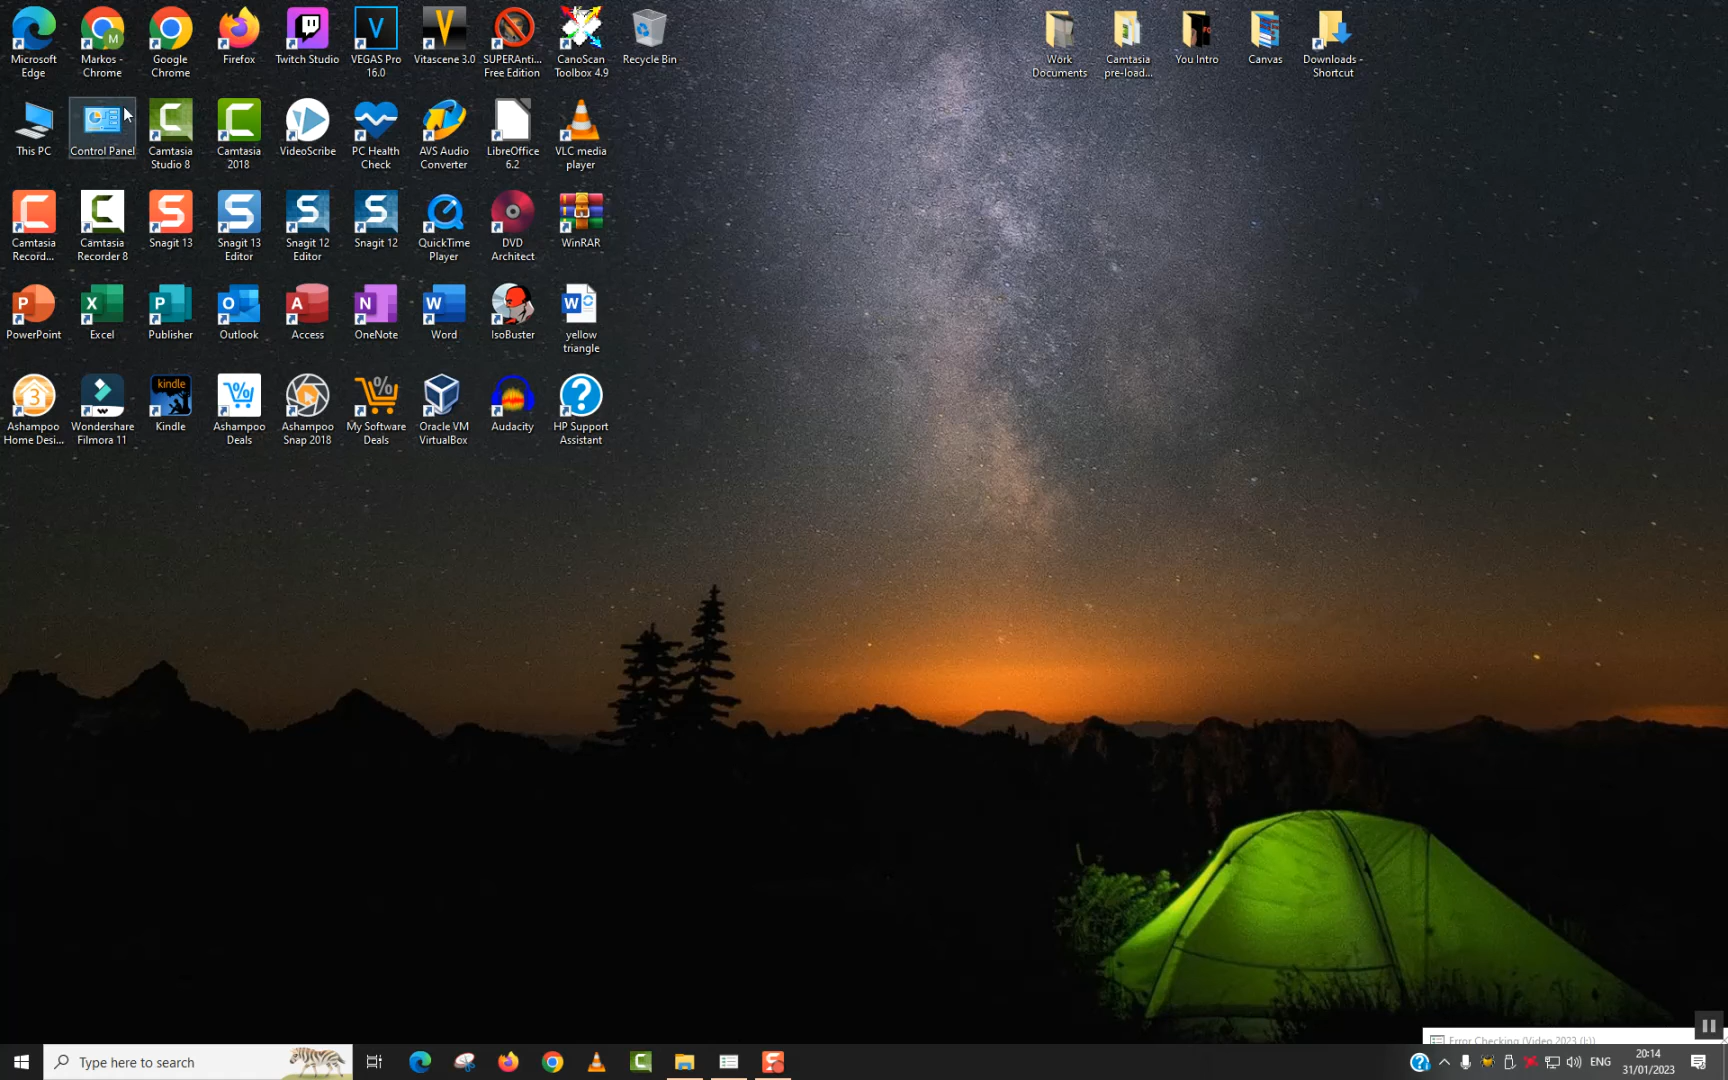 Microsoft Edge
Markos - Chrome
Google Chrome
Firefox
Twitch Studio
VEGAS Pro 16.0
Vitascene 3.0
SUPERAnti... Free Edition
CanoScan Toolbox 4.9
Recycle Bin
Work Documents
Camtasia pre-load...
You Intro
Canvas
Downloads - Shortcut
This PC
Control Panel
Camtasia Studio 8
Camtasia 2018
VideoScribe
PC Health Check
AVS Audio Converter
LibreOffice 6.2
VLC media player
Camtasia Record...
Camtasia Recorder 8
Snagit 13
Snagit 13 Editor
Snagit 12 Editor
Snagit 12
QuickTime Player
DVD Architect
WinRAR
PowerPoint
Excel
Publisher
Outlook
Access
OneNote
Word
IsoBuster
yellow triangle
Ashampoo Home Desi...
Wondershare Filmora 11
kindle
Kindle
Ashampoo Deals
Ashampoo Snap 2018
My Software Deals
Oracle VM VirtualBox
Audacity
HP Support Assistant
Error Checking (Video 2023 (I:))
Type here to search
ENG
20:14
31/01/2023